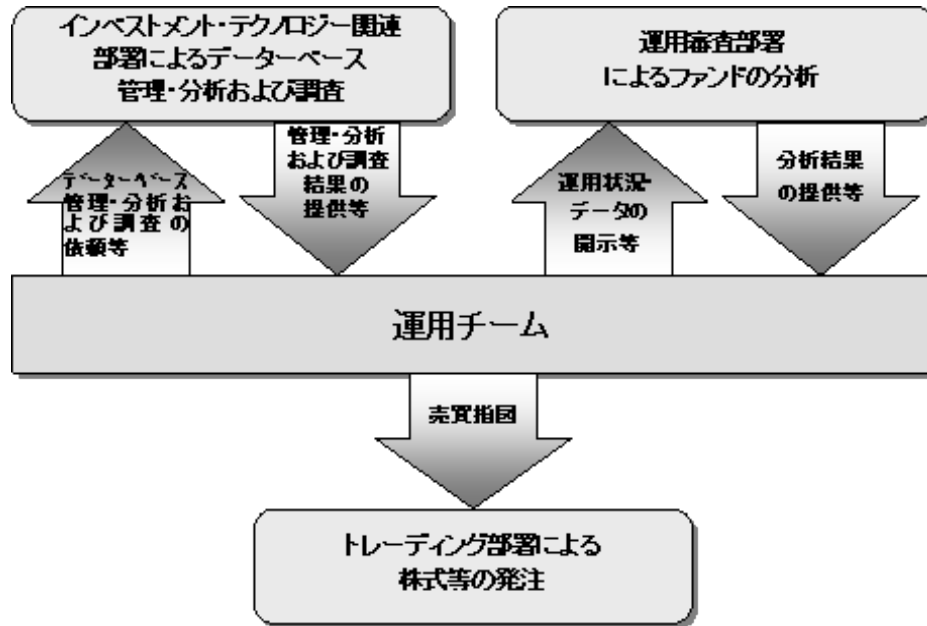 インベストメント・テクノロジー関連
部署によるデーターベース
管理・分析および調査
運用審査部署
によるファンドの分析
データーベース
管理・分析お
よび調査の
依頼等
管理・分析
および調査
結果の
提供等
運用状況・
データの
開示等
分析結果
の提供等
運用チーム
売買指図
トレーディング部署による
株式等の発注